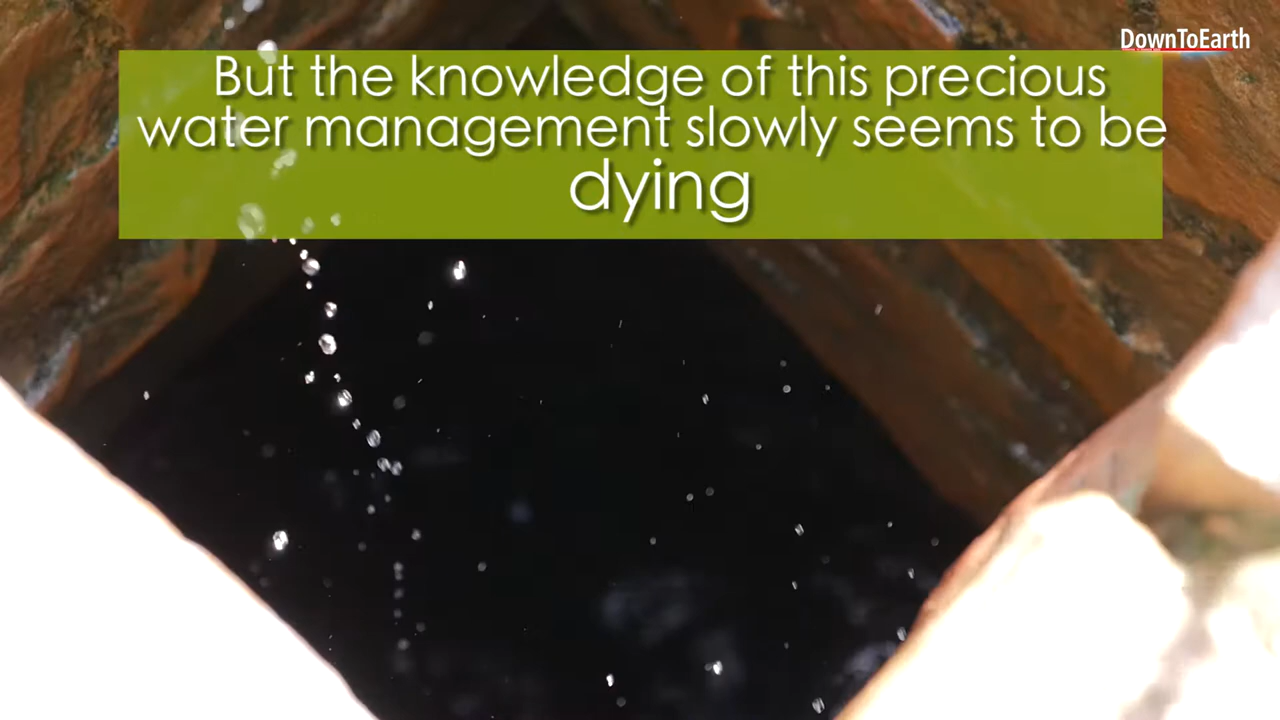 DownToEarth
But the knowledge of this precious
water management slowly seems to be
dying